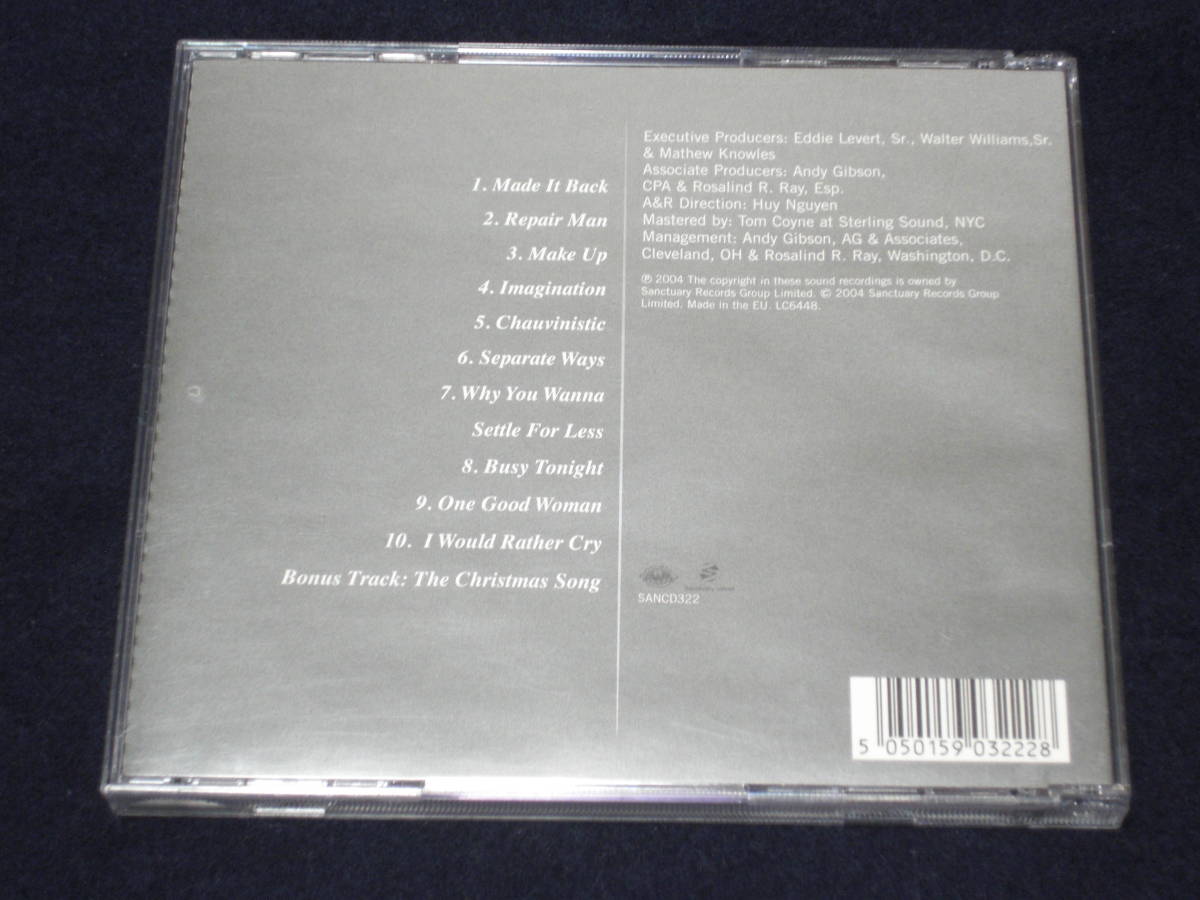 1. Made It Back
2. Repair Man
3. Make Up
4. Imagination
5. Chauvinistic
6. Separate Ways
7. Why You Wanna
Settle For Less
8. Busy Tonight
9. One Good Woman
10. I Would Rather Cry
Bonus Track: The Christmas Song
Executive Producers: Eddie Levert, Sr., Walter Williams,Sr.
& Mathew Knowles
Associate Producers: Andy Gibson,
CPA & Rosalind R. Ray, Esp.
A&R Direction: Huy Nguyen
Mastered by: Tom Coyne at Sterling Sound, NYC
Management: Andy Gibson, AG & Associates,
Cleveland, OH & Rosalind R. Ray, Washington, D.C.
℗ 2004 The copyright in these sound recordings is owned by
Sanctuary Records Group Limited. © 2004 Sanctuary Records Group
Limited. Made in the EU. LC6448.
SANCD322
5 050159 032228